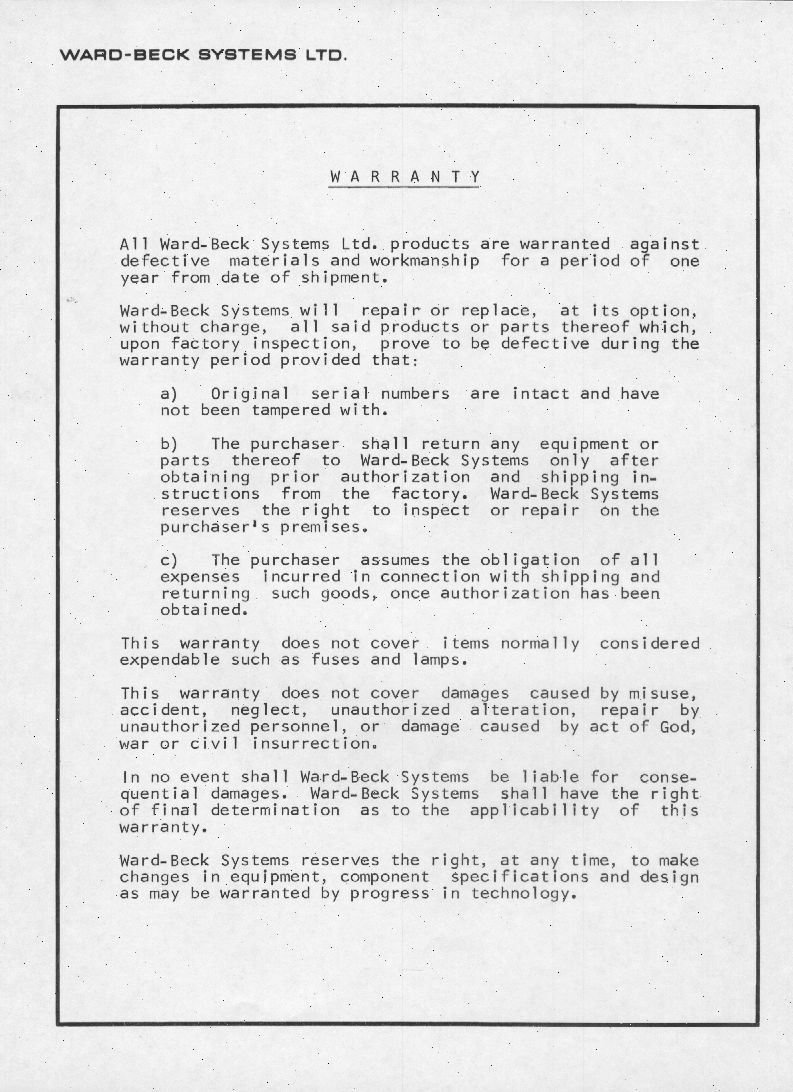 WARD-BECK SYSTEMS LTD.
W A R R A N T Y
All Ward-Beck Systems Ltd. products are warranted against
defective materials and workmanship for a period of one
year from date of shipment.
Ward-Beck Systems will repair or replace, at its option,
without charge, all said products or parts thereof which,
upon factory inspection, prove to be defective during the
warranty period provided that:
a) Original serial numbers are intact and have
not been tampered with.
b) The purchaser shall return any equipment or
parts thereof to Ward-Beck Systems only after
obtaining prior authorization and shipping in-
structions from the factory. Ward-Beck Systems
reserves the right to inspect or repair on the
purchaser's premises.
c) The purchaser assumes the obligation of all
expenses incurred in connection with shipping and
returning such goods, once authorization has been
obtained.
This warranty does not cover items normally considered
expendable such as fuses and lamps.
This warranty does not cover damages caused by misuse,
accident, neglect, unauthorized alteration, repair by
unauthorized personnel, or damage caused by act of God,
war or civil insurrection.
In no event shall Ward-Beck Systems be liable for conse-
quential damages. Ward-Beck Systems shall have the right
of final determination as to the applicability of this
warranty.
Ward-Beck Systems reserves the right, at any time, to make
changes in equipment, component specifications and design
as may be warranted by progress in technology.